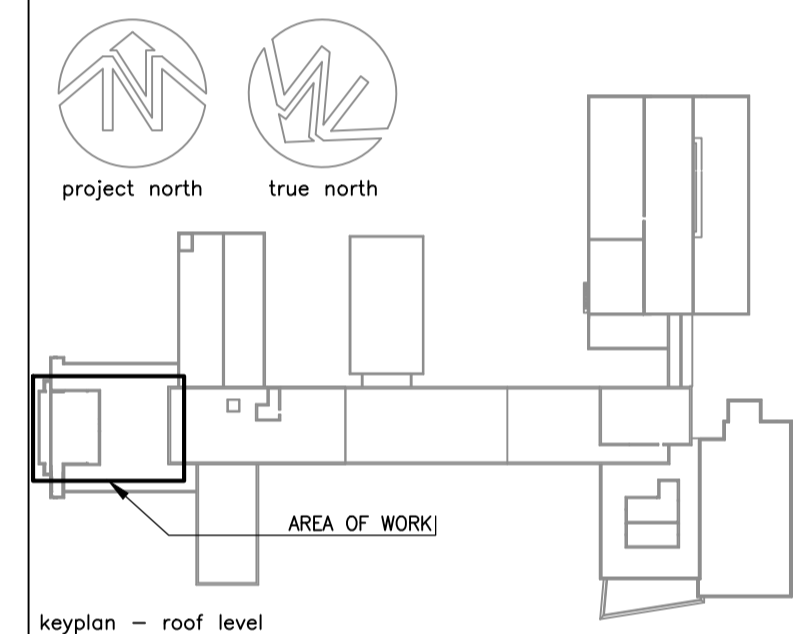 project north
true north
AREA OF WORK
keyplan – roof level